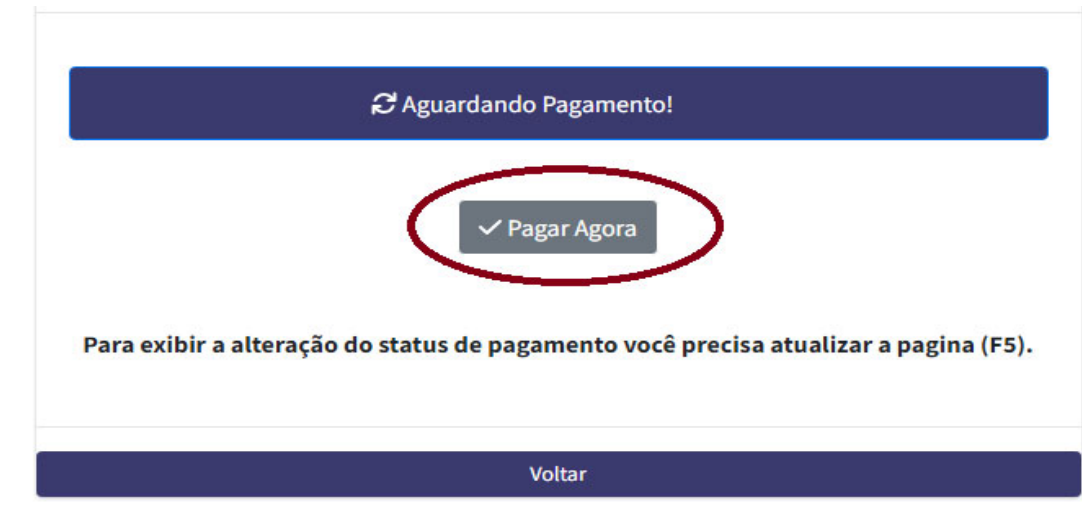 Aguardando Pagamento!
Pagar Agora
Para exibir a alteração do status de pagamento você precisa atualizar a pagina (F5).
Voltar